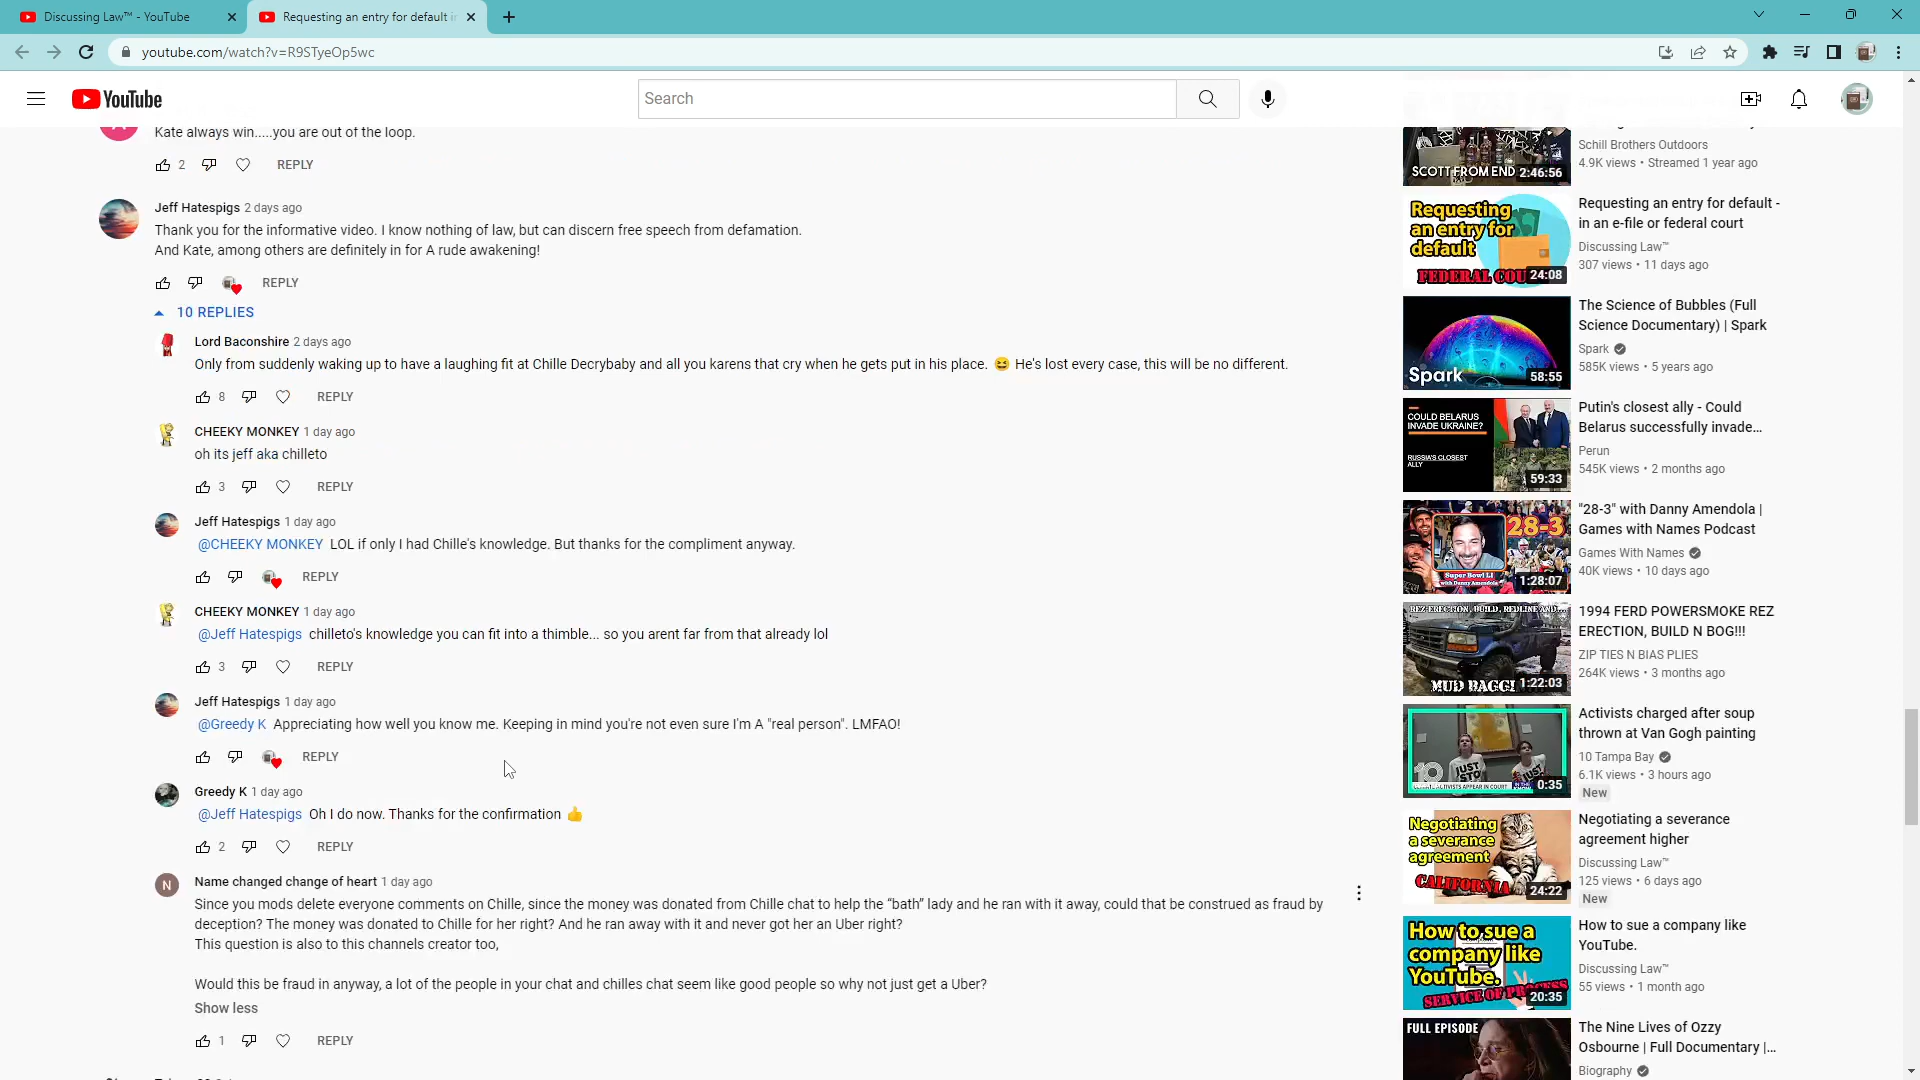 Discussing Law™ - YouTube
Requesting an entry for default i
youtube.com/watch?v=R9STyeOp5wc
YouTube
Search
Kate always win.....you are out of the loop.
2 REPLY
Jeff Hatespigs 2 days ago
Thank you for the informative video. I know nothing of law, but can discern free speech from defamation.
And Kate, among others are definitely in for A rude awakening!
REPLY
10 REPLIES
Lord Baconshire 2 days ago
Only from suddenly waking up to have a laughing fit at Chille Decrybaby and all you karens that cry when he gets put in his place. 😆 He's lost every case, this will be no different.
8 REPLY
CHEEKY MONKEY 1 day ago
oh its jeff aka chilleto
3 REPLY
Jeff Hatespigs 1 day ago
@CHEEKY MONKEY LOL if only I had Chille's knowledge. But thanks for the compliment anyway.
REPLY
CHEEKY MONKEY 1 day ago
@Jeff Hatespigs chilleto's knowledge you can fit into a thimble... so you arent far from that already lol
3 REPLY
Jeff Hatespigs 1 day ago
@Greedy K Appreciating how well you know me. Keeping in mind you're not even sure I'm A "real person". LMFAO!
REPLY
Greedy K 1 day ago
@Jeff Hatespigs Oh I do now. Thanks for the confirmation 👍
2 REPLY
N
Name changed change of heart 1 day ago
Since you mods delete everyone comments on Chille, since the money was donated from Chille chat to help the “bath” lady and he ran with it away, could that be construed as fraud by
deception? The money was donated to Chille for her right? And he ran away with it and never got her an Uber right?
This question is also to this channels creator too,
Would this be fraud in anyway, a lot of the people in your chat and chilles chat seem like good people so why not just get a Uber?
Show less
1 REPLY
SCOTT FROM END 2:46:56
Schill Brothers Outdoors
4.9K views • Streamed 1 year ago
Requesting
an entry for
default
24:08
Requesting an entry for default -
in an e-file or federal court
Discussing Law™
307 views • 11 days ago
Spark
58:55
The Science of Bubbles (Full
Science Documentary) | Spark
Spark
585K views • 5 years ago
COULD BELARUS
INVADE UKRAINE?
RUSSIA'S CLOSEST
ALLY
59:33
Putin's closest ally - Could
Belarus successfully invade...
Perun
545K views • 2 months ago
28-3
Super Bowl LI
with Danny Amendola
1:28:07
"28-3" with Danny Amendola |
Games with Names Podcast
Games With Names
40K views • 10 days ago
REZ-ERECTION, BUILD, REDLINE AND...
MUD BAGGI
1:22:03
1994 FERD POWERSMOKE REZ
ERECTION, BUILD N BOG!!!
ZIP TIES N BIAS PLIES
264K views • 3 months ago
JUST
STO
JUST
10
0:35
Activists charged after soup
thrown at Van Gogh painting
10 Tampa Bay
6.1K views • 3 hours ago
New
Negotiating
a severance
agreement
CALIFORNIA
24:22
Negotiating a severance
agreement higher
Discussing Law™
125 views • 6 days ago
New
How to sue a
company like
YouTube.
SERVICE OF PROCESS
20:35
How to sue a company like
YouTube.
Discussing Law™
55 views • 1 month ago
FULL EPISODE
The Nine Lives of Ozzy
Osbourne | Full Documentary |...
Biography